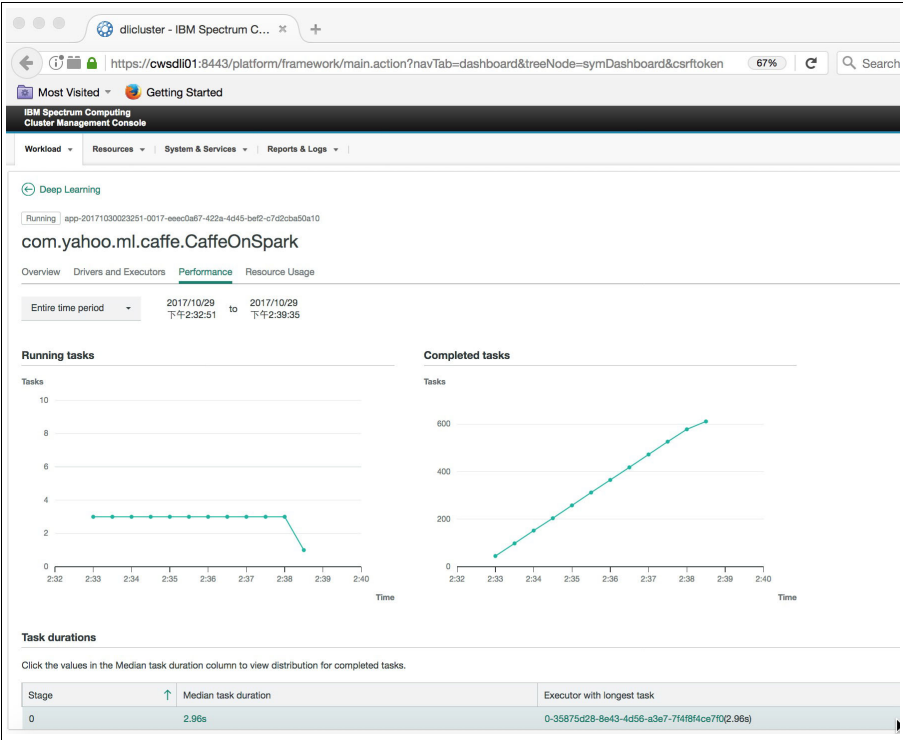 dlicluster - IBM Spectrum C... × +
https://cwsdli01:8443/platform/framework/main.action?navTab=dashboard&treeNode=symDashboard&csrftoken 67% Search
Most Visited Getting Started
IBM Spectrum Computing
Cluster Management Console
Workload Resources System & Services Reports & Logs
Deep Learning
Running app-20171030023251-0017-eeec0a67-422a-4d45-bef2-c7d2cba50a10
com.yahoo.ml.caffe.CaffeOnSpark
Overview Drivers and Executors Performance Resource Usage
Entire time period 2017/10/29 to 2017/10/29
下午2:32:51 下午2:39:35
Running tasks
Tasks
10
8
6
4
2
0
2:32 2:33 2:34 2:35 2:36 2:37 2:38 2:39 2:40
Time
Completed tasks
Tasks
600
400
200
0
2:32 2:33 2:34 2:35 2:36 2:37 2:38 2:39 2:40
Time
Task durations
Click the values in the Median task duration column to view distribution for completed tasks.
Stage ↑ Median task duration Executor with longest task
0 2.96s 0-35875d28-8e43-4d56-a3e7-7f4f8f4ce7f0(2.96s)